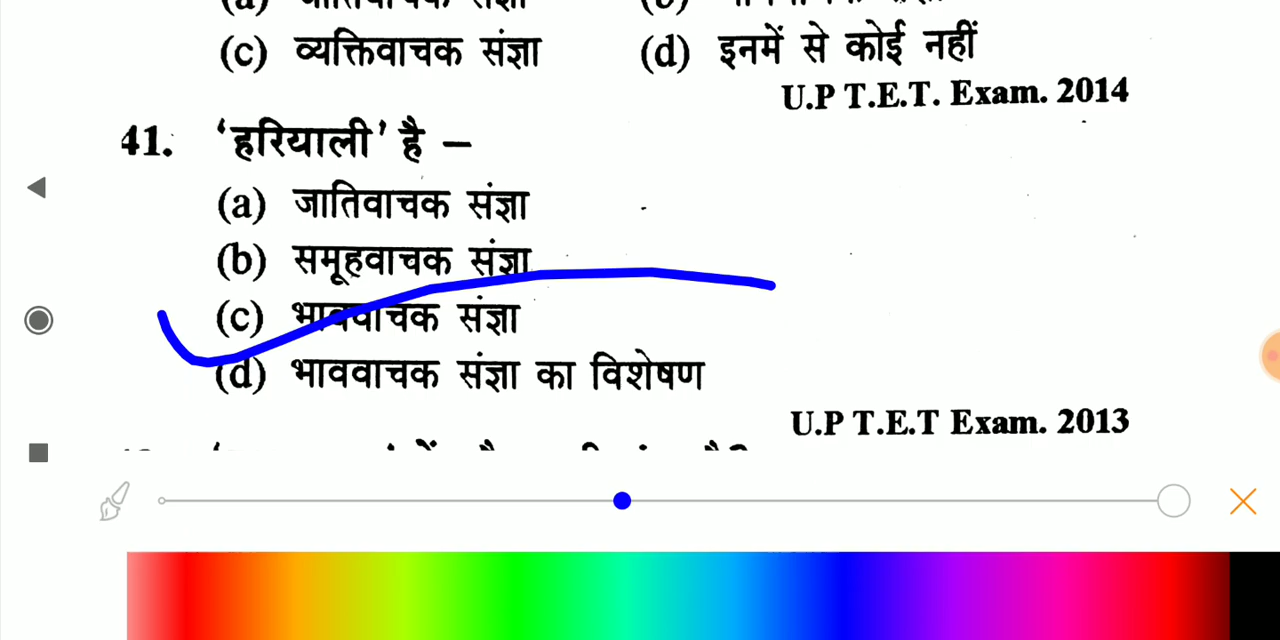 (c) व्यक्तिवाचक संज्ञा (d) इनमें से कोई नहीं
U.P T.E.T. Exam. 2014
41. ‘हरियाली’ है –
(a) जातिवाचक संज्ञा
(b) समूहवाचक संज्ञा
(c) भाववाचक संज्ञा
(d) भाववाचक संज्ञा का विशेषण
U.P T.E.T Exam. 2013